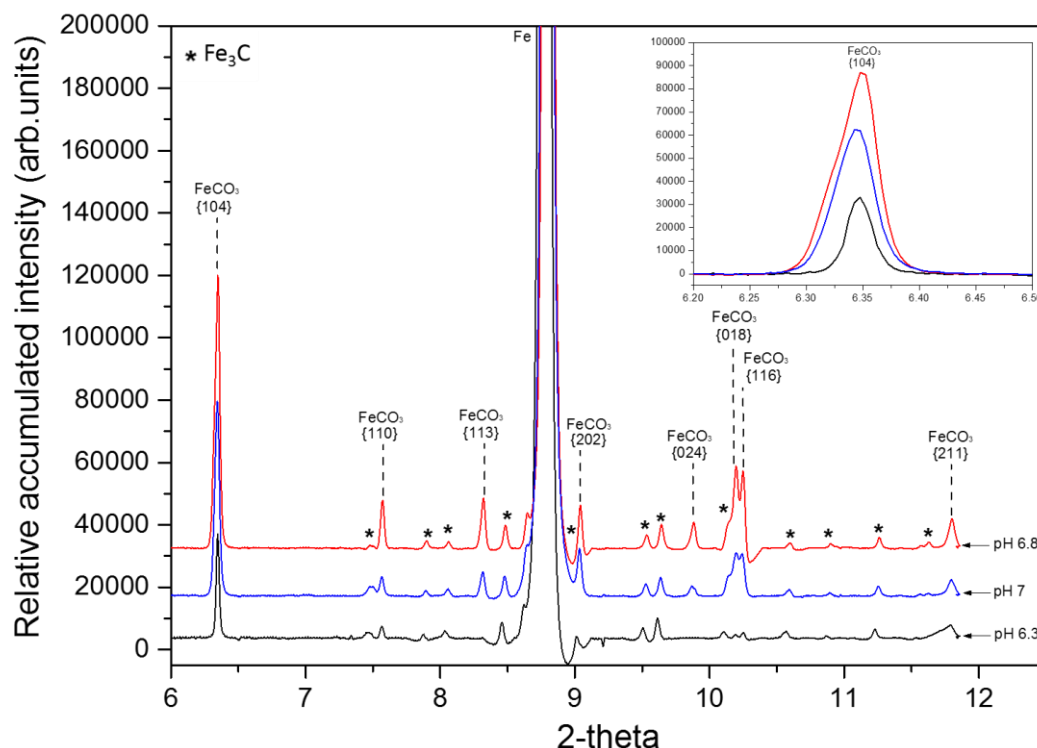 Relative accumulated intensity (arb.units)
200000
180000
160000
140000
120000
100000
80000
60000
40000
20000
0
* Fe₃C
Fe
FeCO₃
{104}
FeCO₃
{110}
FeCO₃
{113}
FeCO₃
{202}
FeCO₃
{024}
FeCO₃
{018}
FeCO₃
{116}
FeCO₃
{211}
* * * * * * * * * * * *
pH 6.8
pH 7
pH 6.3
6 7 8 9 10 11 12
2-theta
FeCO₃
{104}
100000
90000
80000
70000
60000
50000
40000
30000
20000
10000
0
6.20 6.25 6.30 6.35 6.40 6.45 6.50